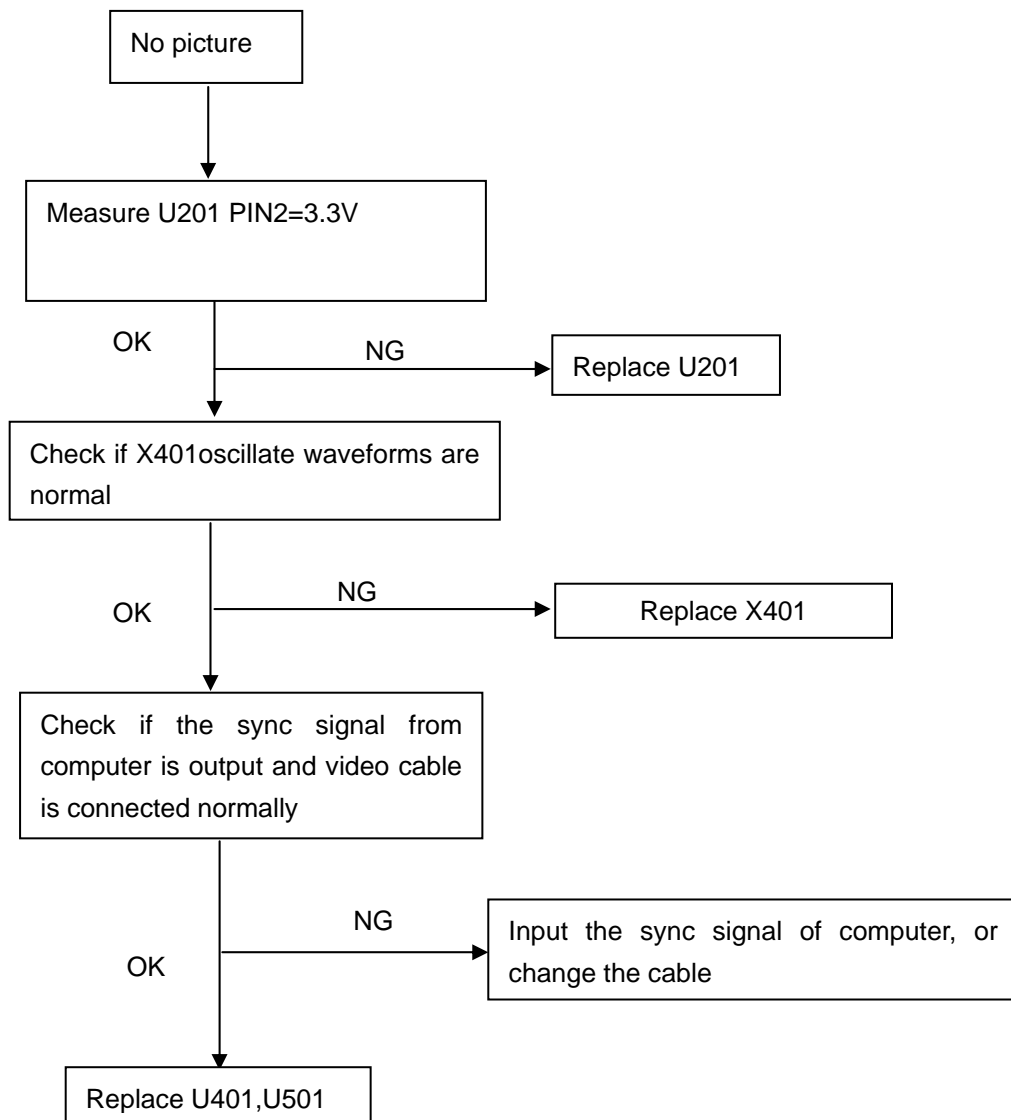 No picture
Measure U201 PIN2=3.3V
OK
NG
Replace U201
Check if X401oscillate waveforms are
normal
NG
OK
Replace X401
Check if the sync signal from
computer is output and video cable
is connected normally
NG
OK
Input the sync signal of computer, or
change the cable
Replace U401,U501